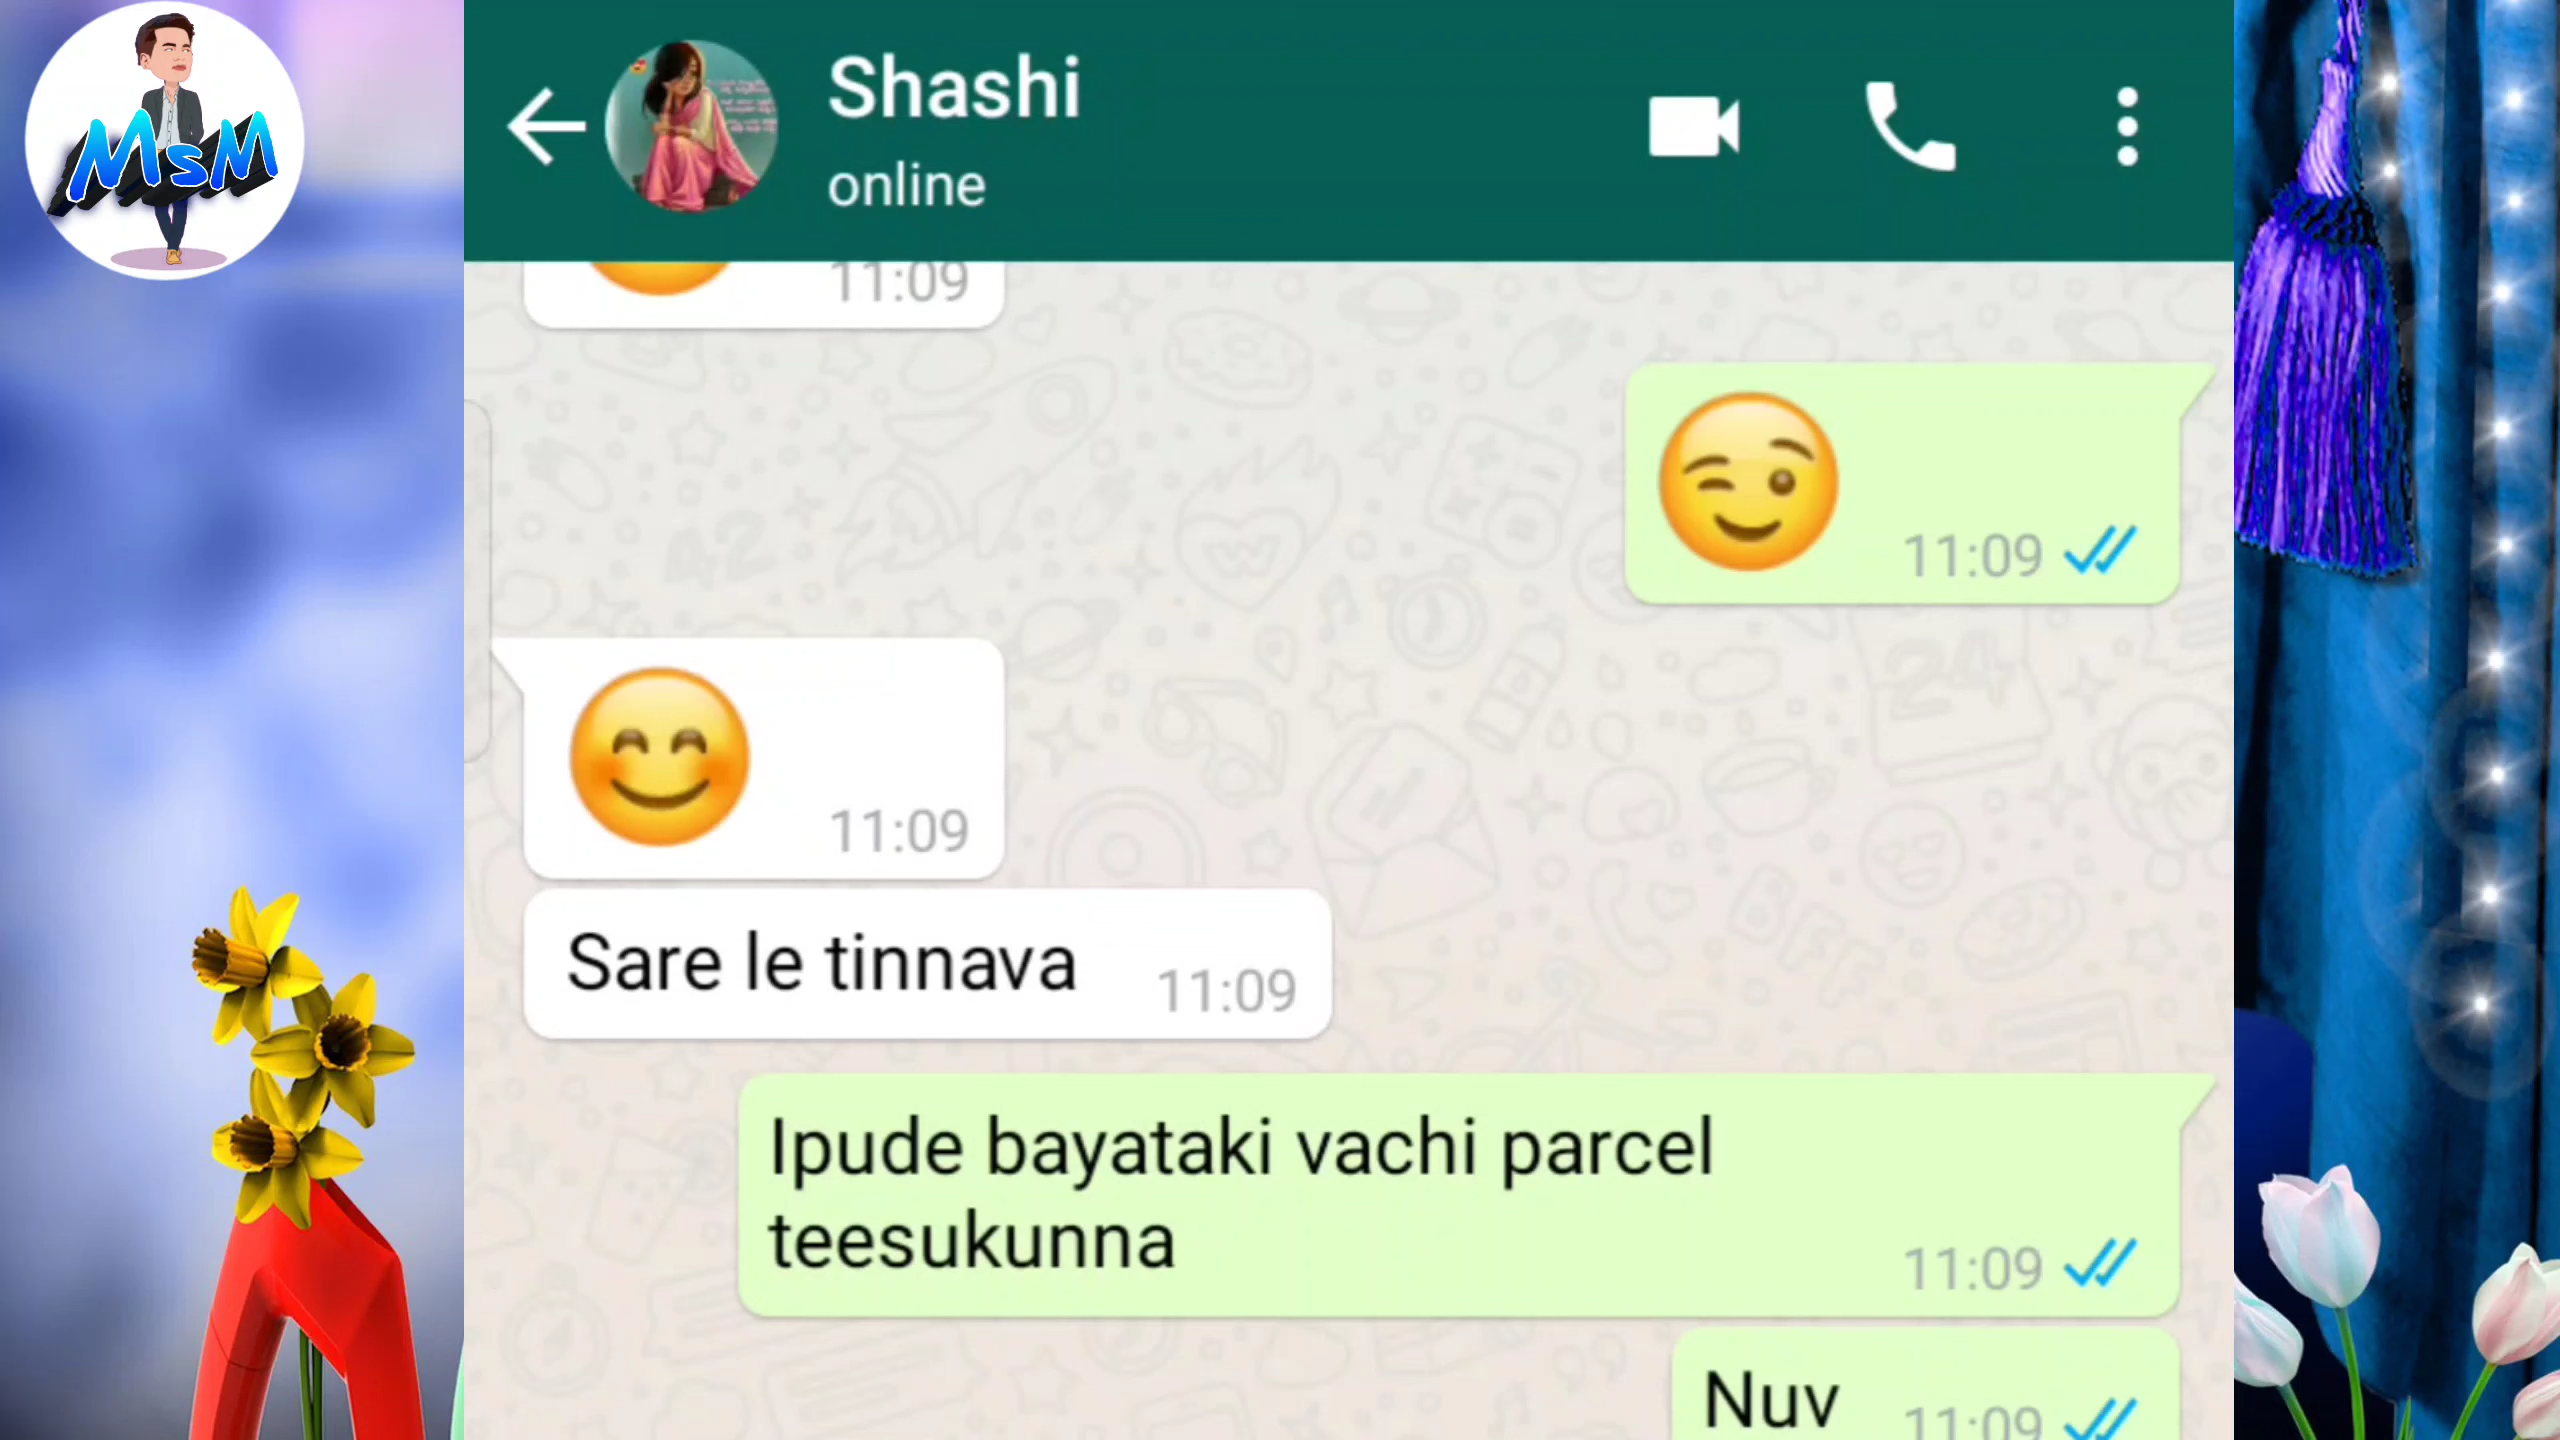 MsM
Shashi
online
11:09
11:09
11:09
Sare le tinnava 11:09
Ipude bayataki vachi parcel
teesukunna 11:09
Nuv 11:09